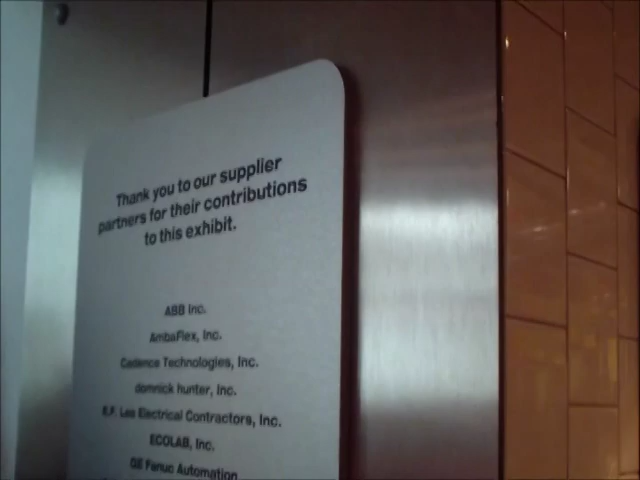 Thank you to our supplier
partners for their contributions
to this exhibit.
ABB Inc.
AmbaFlex, Inc.
Cadence Technologies, Inc.
domnick hunter, Inc.
E.F. Lea Electrical Contractors, Inc.
ECOLAB, Inc.
GE Fanuc Automation